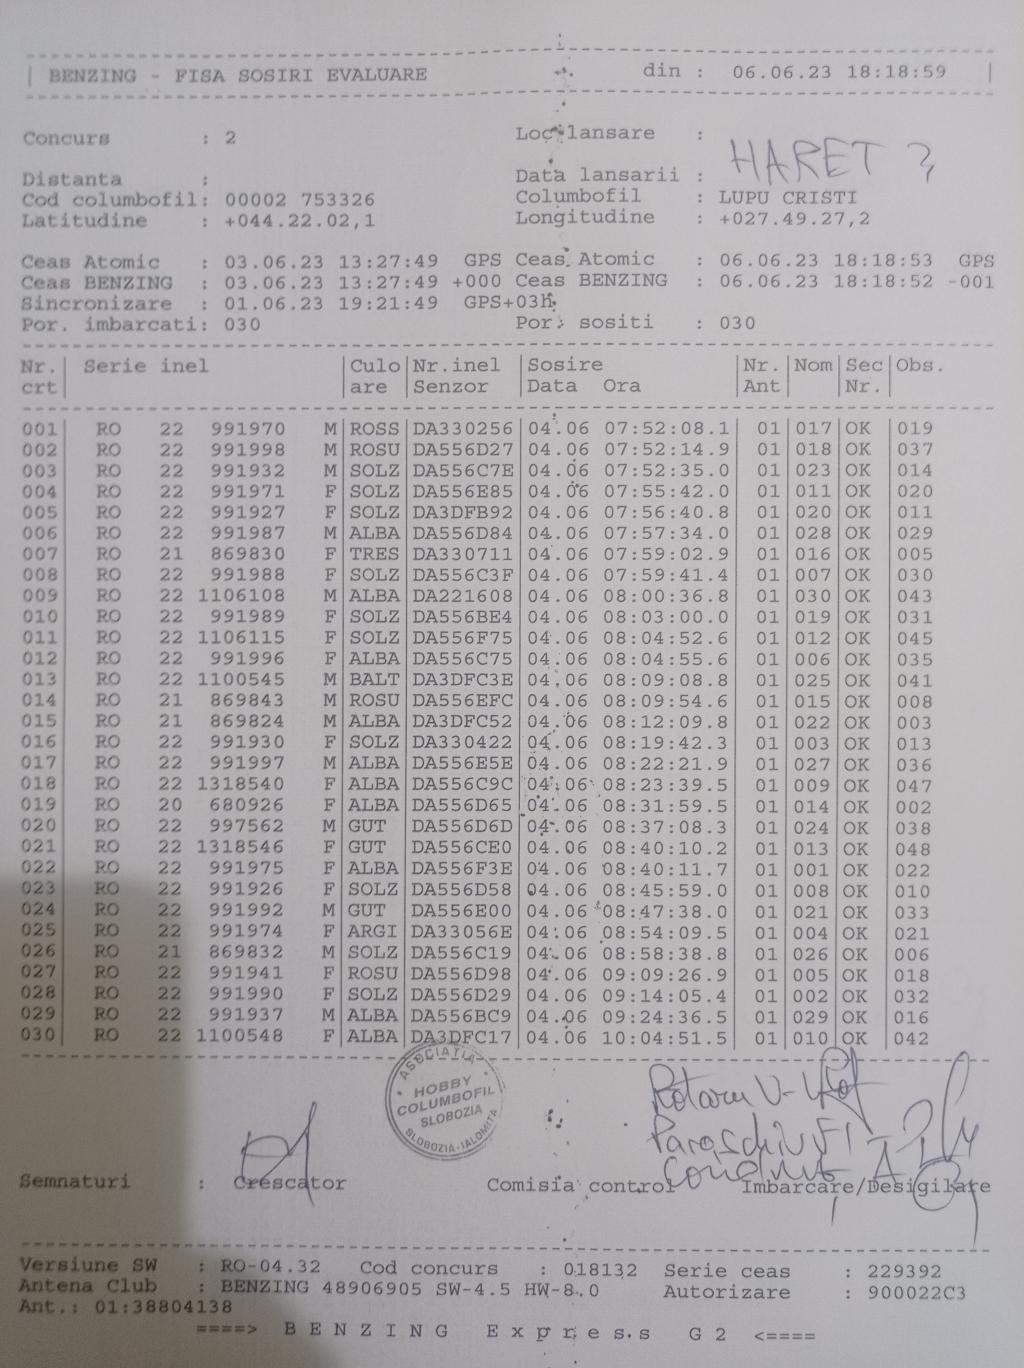 | BENZING - FISA SOSIRI EVALUARE din : 06.06.23 18:18:59 |
Concurs : 2 Loc lansare :
HARET 2
Distanta : Data lansarii :
Cod columbofil: 00002 753326 Columbofil : LUPU CRISTI
Latitudine : +044.22.02,1 Longitudine : +027.49.27,2
Ceas Atomic : 03.06.23 13:27:49 GPS Ceas Atomic : 06.06.23 18:18:53 GPS
Ceas BENZING : 03.06.23 13:27:49 +000 Ceas BENZING : 06.06.23 18:18:52 -001
Sincronizare : 01.06.23 19:21:49 GPS+03h
Por. imbarcati: 030 Por. sositi : 030
Nr. | Serie inel | Culo | Nr.inel | Sosire | Nr. | Nom | Sec | Obs.
crt | | are | Senzor | Data Ora | Ant | | Nr. |
001 | RO 22 991970 M | ROSS | DA330256 | 04.06 07:52:08.1 | 01 | 017 | OK | 019
002 | RO 22 991998 M | ROSU | DA556D27 | 04.06 07:52:14.9 | 01 | 018 | OK | 037
003 | RO 22 991932 M | SOLZ | DA556C7E | 04.06 07:52:35.0 | 01 | 023 | OK | 014
004 | RO 22 991971 F | SOLZ | DA556E85 | 04.06 07:55:42.0 | 01 | 011 | OK | 020
005 | RO 22 991927 F | SOLZ | DA3DFB92 | 04.06 07:56:40.8 | 01 | 020 | OK | 011
006 | RO 22 991987 M | ALBA | DA556D84 | 04.06 07:57:34.0 | 01 | 028 | OK | 029
007 | RO 21 869830 F | TRES | DA330711 | 04.06 07:59:02.9 | 01 | 016 | OK | 005
008 | RO 22 991988 F | SOLZ | DA556C3F | 04.06 07:59:41.4 | 01 | 007 | OK | 030
009 | RO 22 1106108 M | ALBA | DA221608 | 04.06 08:00:36.8 | 01 | 030 | OK | 043
010 | RO 22 991989 F | SOLZ | DA556BE4 | 04.06 08:03:00.0 | 01 | 019 | OK | 031
011 | RO 22 1106115 F | SOLZ | DA556F75 | 04.06 08:04:52.6 | 01 | 012 | OK | 045
012 | RO 22 991996 F | ALBA | DA556C75 | 04.06 08:04:55.6 | 01 | 006 | OK | 035
013 | RO 22 1100545 M | BALT | DA3DFC3E | 04.06 08:09:08.8 | 01 | 025 | OK | 041
014 | RO 21 869843 M | ROSU | DA556EFC | 04.06 08:09:54.6 | 01 | 015 | OK | 008
015 | RO 21 869824 M | ALBA | DA3DFC52 | 04.06 08:12:09.8 | 01 | 022 | OK | 003
016 | RO 22 991930 F | SOLZ | DA330422 | 04.06 08:19:42.3 | 01 | 003 | OK | 013
017 | RO 22 991997 M | ALBA | DA556E5E | 04.06 08:22:21.9 | 01 | 027 | OK | 036
018 | RO 22 1318540 F | ALBA | DA556C9C | 04.06 08:23:39.5 | 01 | 009 | OK | 047
019 | RO 20 680926 F | ALBA | DA556D65 | 04.06 08:31:59.5 | 01 | 014 | OK | 002
020 | RO 22 997562 M | GUT | DA556D6D | 04.06 08:37:08.3 | 01 | 024 | OK | 038
021 | RO 22 1318546 F | GUT | DA556CE0 | 04.06 08:40:10.2 | 01 | 013 | OK | 048
022 | RO 22 991975 F | ALBA | DA556F3E | 04.06 08:40:11.7 | 01 | 001 | OK | 022
023 | RO 22 991926 F | SOLZ | DA556D58 | 04.06 08:45:59.0 | 01 | 008 | OK | 010
024 | RO 22 991992 M | GUT | DA556E00 | 04.06 08:47:38.0 | 01 | 021 | OK | 033
025 | RO 22 991974 F | ARGI | DA33056E | 04.06 08:54:09.5 | 01 | 004 | OK | 021
026 | RO 21 869832 M | SOLZ | DA556C19 | 04.06 08:58:38.8 | 01 | 026 | OK | 006
027 | RO 22 991941 F | ROSU | DA556D98 | 04.06 09:09:26.9 | 01 | 005 | OK | 018
028 | RO 22 991990 F | SOLZ | DA556D29 | 04.06 09:14:05.4 | 01 | 002 | OK | 032
029 | RO 22 991937 M | ALBA | DA556BC9 | 04.06 09:24:36.5 | 01 | 029 | OK | 016
030 | RO 22 1100548 F | ALBA | DA3DFC17 | 04.06 10:04:51.5 | 01 | 010 | OK | 042
ASOCIATIA
HOBBY
COLUMBOFIL
SLOBOZIA
SLOBOZIA-IALOMITA
Rotaru V-
Paraschiv FI
Semnaturi : Crescator Comisia control Imbarcare/Desigilare
Versiune SW : RO-04.32 Cod concurs : 018132 Serie ceas : 229392
Antena Club : BENZING 48906905 SW-4.5 HW-8.0 Autorizare : 900022C3
Ant.: 01:38804138
====> B E N Z I N G E x p r e s s G 2 <====